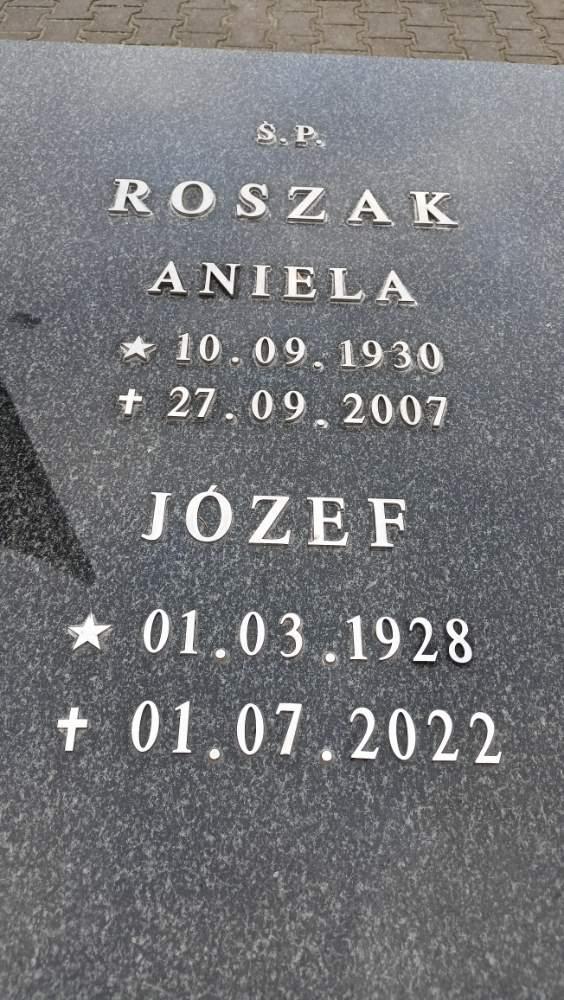 Ś.P.
ROSZAK
ANIELA
★ 10.09.1930
✝ 27.09.2007
JÓZEF
★ 01.03.1928
✝ 01.07.2022